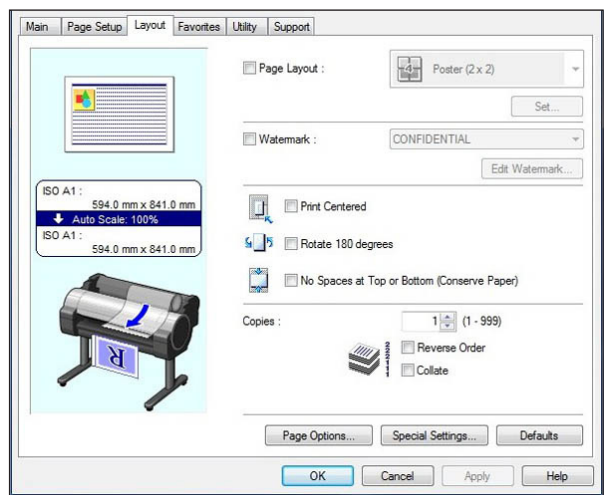 Main Page Setup Layout Favorites Utility Support
Page Layout :
4
Poster (2 x 2)
Set...
Watermark :
CONFIDENTIAL
Edit Watermark...
ISO A1 :
594.0 mm x 841.0 mm
Auto Scale: 100%
ISO A1 :
594.0 mm x 841.0 mm
Print Centered
Rotate 180 degrees
No Spaces at Top or Bottom (Conserve Paper)
Copies :
1 (1 - 999)
Reverse Order
Collate
R
Page Options... Special Settings... Defaults
OK Cancel Apply Help